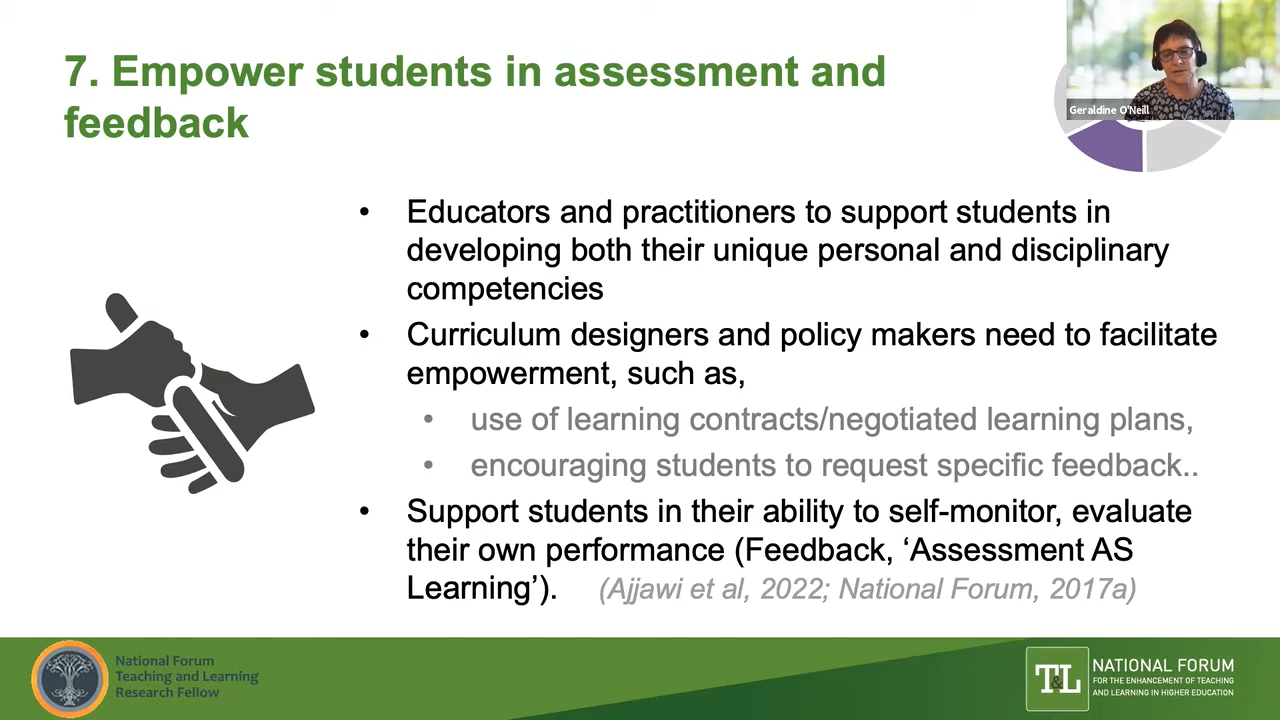 7. Empower students in assessment and
feedback
Geraldine O'Neill
• Educators and practitioners to support students in
developing both their unique personal and disciplinary
competencies
• Curriculum designers and policy makers need to facilitate
empowerment, such as,
• use of learning contracts/negotiated learning plans,
• encouraging students to request specific feedback..
• Support students in their ability to self-monitor, evaluate
their own performance (Feedback, ‘Assessment AS
Learning’). (Ajjawi et al, 2022; National Forum, 2017a)
National Forum
Teaching and Learning
Research Fellow
T&L
NATIONAL FORUM
FOR THE ENHANCEMENT OF TEACHING
AND LEARNING IN HIGHER EDUCATION